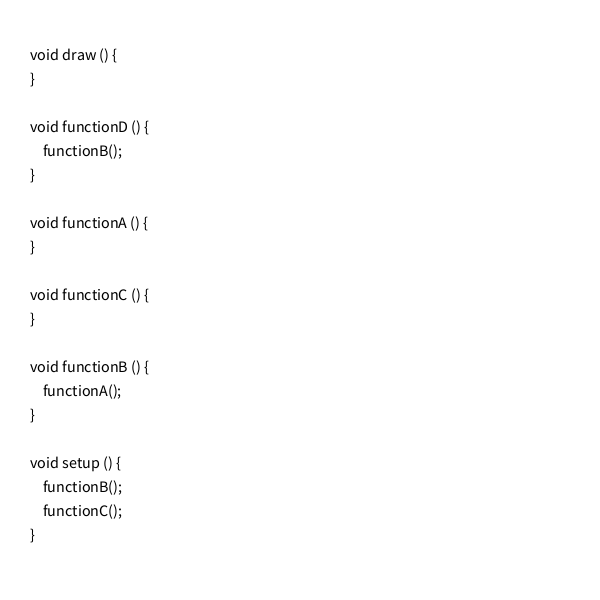 void draw () {
}

void functionD () {
    functionB();
}

void functionA () {
}

void functionC () {
}

void functionB () {
    functionA();
}

void setup () {
    functionB();
    functionC();
}